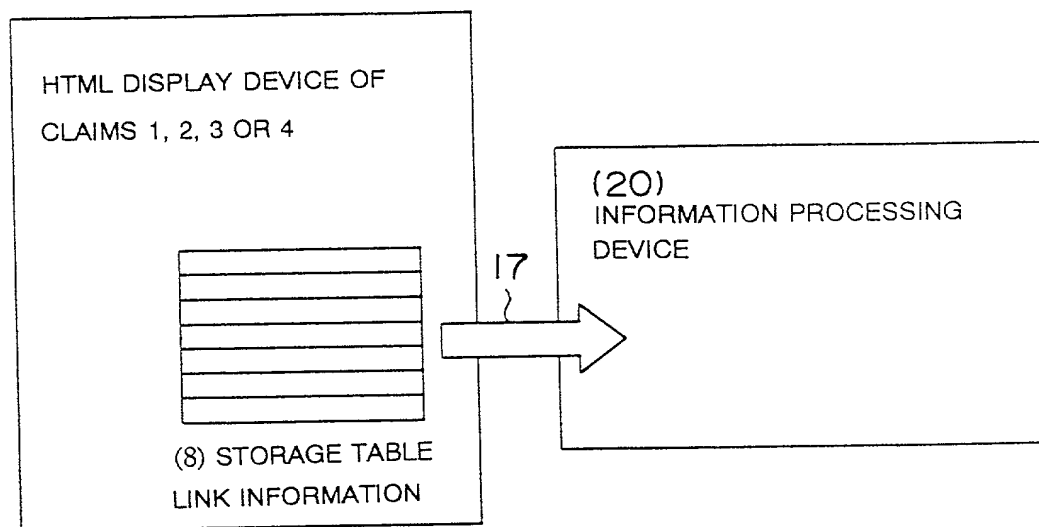 HTML DISPLAY DEVICE OF
CLAIMS 1, 2, 3 OR 4
(20)
INFORMATION PROCESSING
DEVICE
17
(8) STORAGE TABLE
LINK INFORMATION